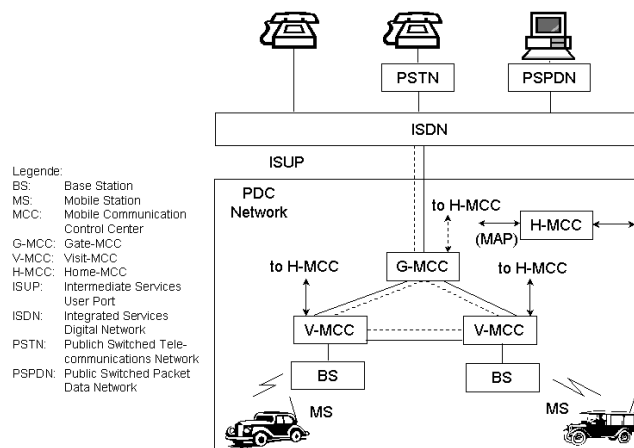 PSTN
PSPDN
ISDN
ISUP
Legende:
BS: Base Station
MS: Mobile Station
MCC: Mobile Communication
Control Center
G-MCC: Gate-MCC
V-MCC: Visit-MCC
H-MCC: Home-MCC
ISUP: Intermediate Services
User Port
ISDN: Integrated Services
Digital Network
PSTN: Publich Switched Tele-
communications Network
PSPDN: Public Switched Packet
Data Network
PDC
Network
to H-MCC
H-MCC
(MAP)
G-MCC
to H-MCC
to H-MCC
V-MCC
V-MCC
BS
BS
MS
MS